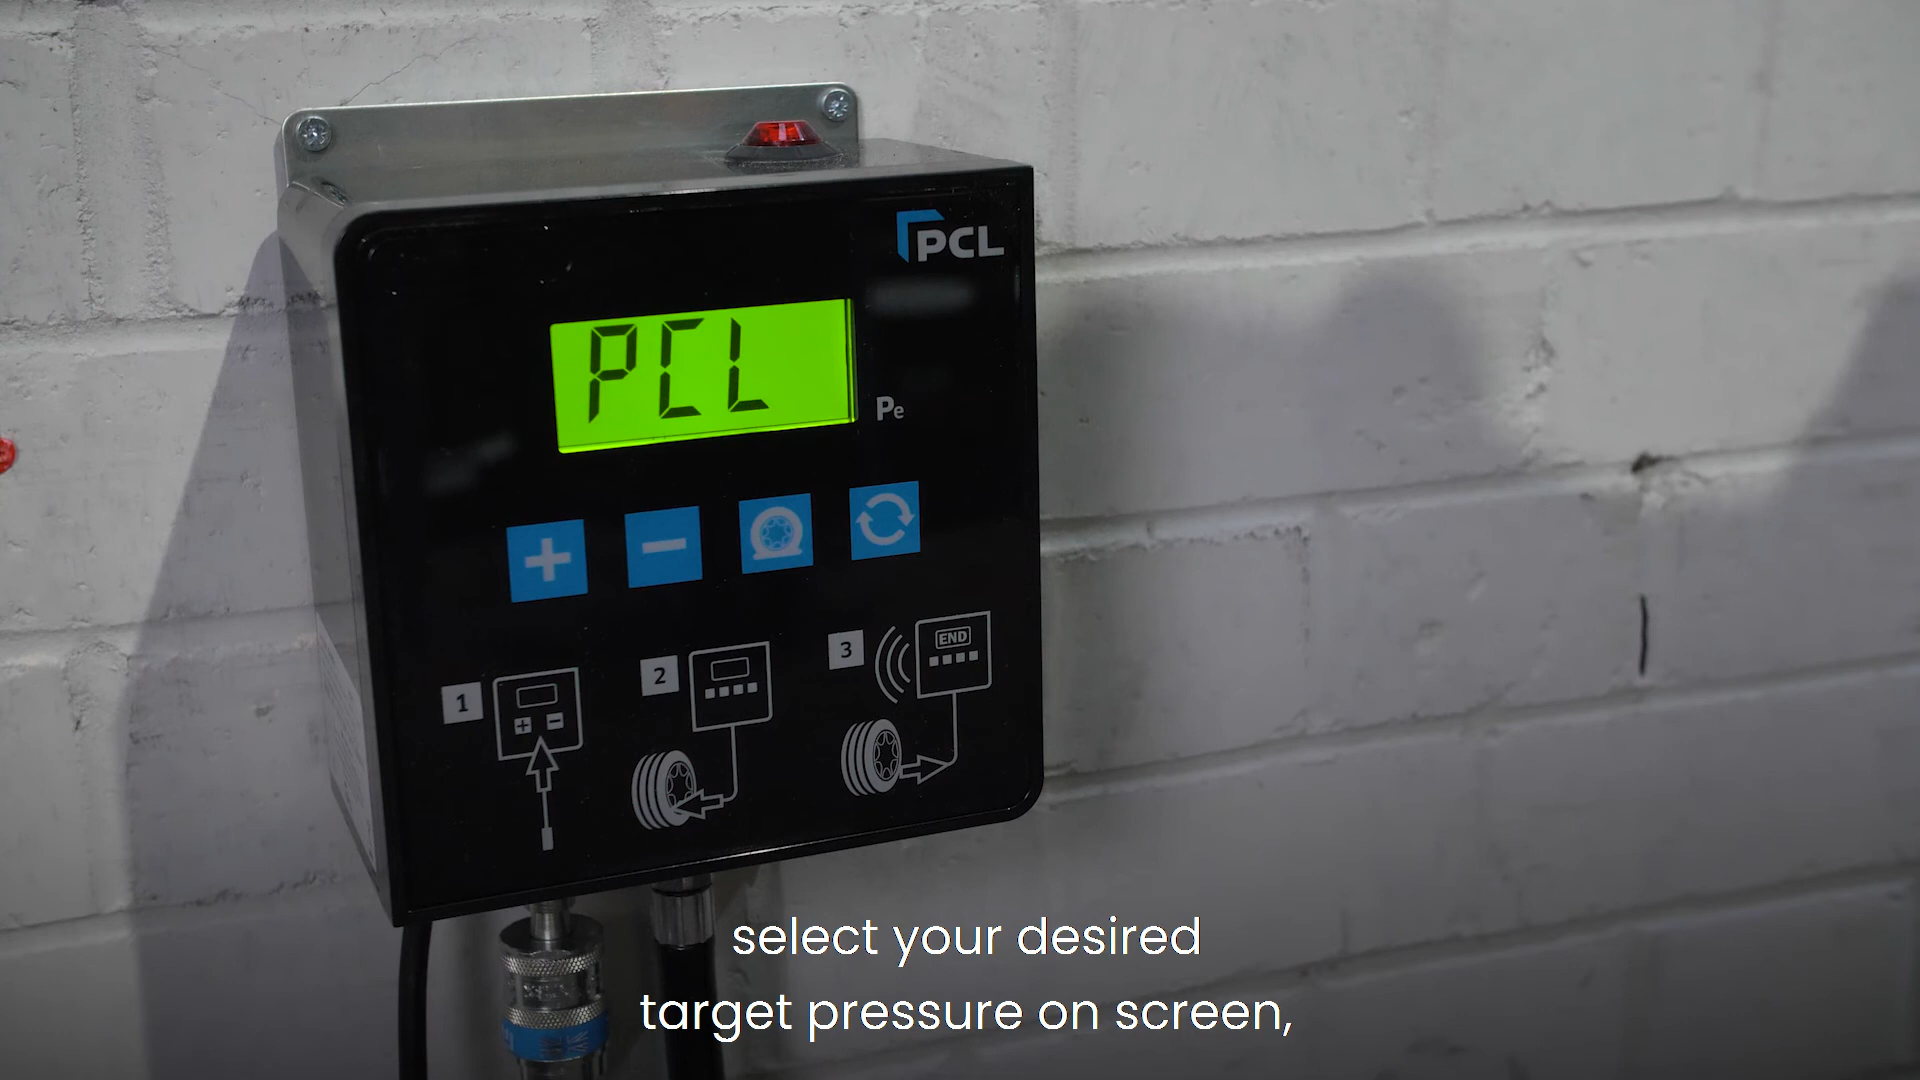 PCL
PCL
Pe
+ −
1
2
3
END
+ −
select your desired
target pressure on screen,